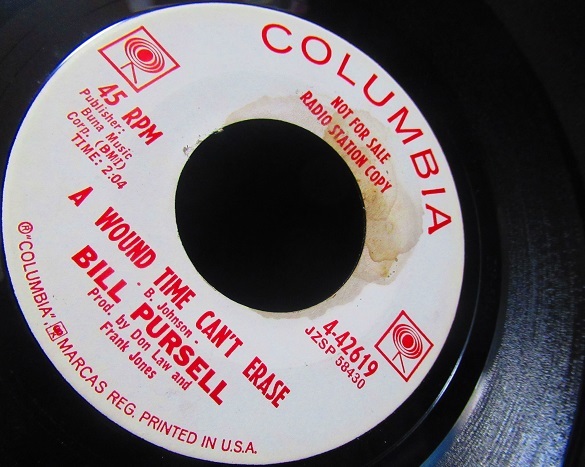 COLUMBIA
45 RPM
Publisher:
Buna Music
Corp. (BMI)
TIME: 2:04
NOT FOR SALE
RADIO STATION COPY
4-42619
JZSP 58430
A WOUND TIME CAN'T ERASE
- B. Johnson -
BILL PURSELL
Prod. by Don Law and
Frank Jones
® "COLUMBIA", MARCAS REG. PRINTED IN U.S.A.